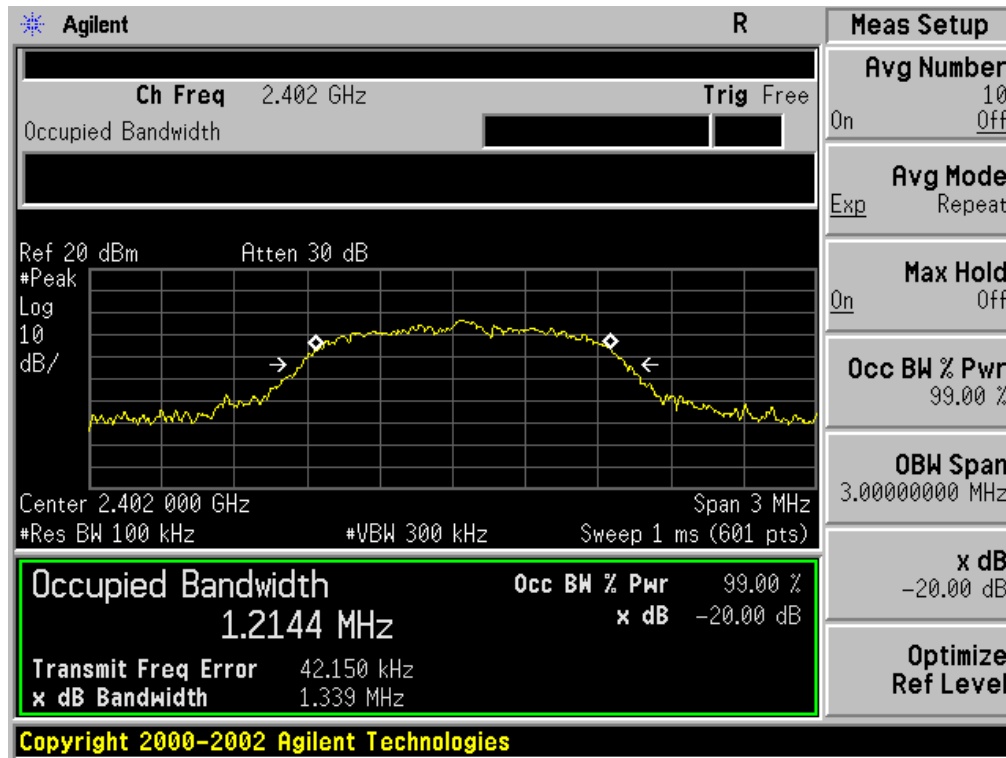 Agilent R
Ch Freq 2.402 GHz Trig Free
Occupied Bandwidth
Ref 20 dBm Atten 30 dB
#Peak
Log
10
dB/
Center 2.402 000 GHz Span 3 MHz
#Res BW 100 kHz #VBW 300 kHz Sweep 1 ms (601 pts)
Occupied Bandwidth Occ BW % Pwr 99.00 %
1.2144 MHz x dB -20.00 dB
Transmit Freq Error 42.150 kHz
x dB Bandwidth 1.339 MHz
Copyright 2000-2002 Agilent Technologies
Meas Setup
Avg Number
10
On Off
Avg Mode
Exp Repeat
Max Hold
On Off
Occ BW % Pwr
99.00 %
OBW Span
3.00000000 MHz
x dB
-20.00 dB
Optimize
Ref Level